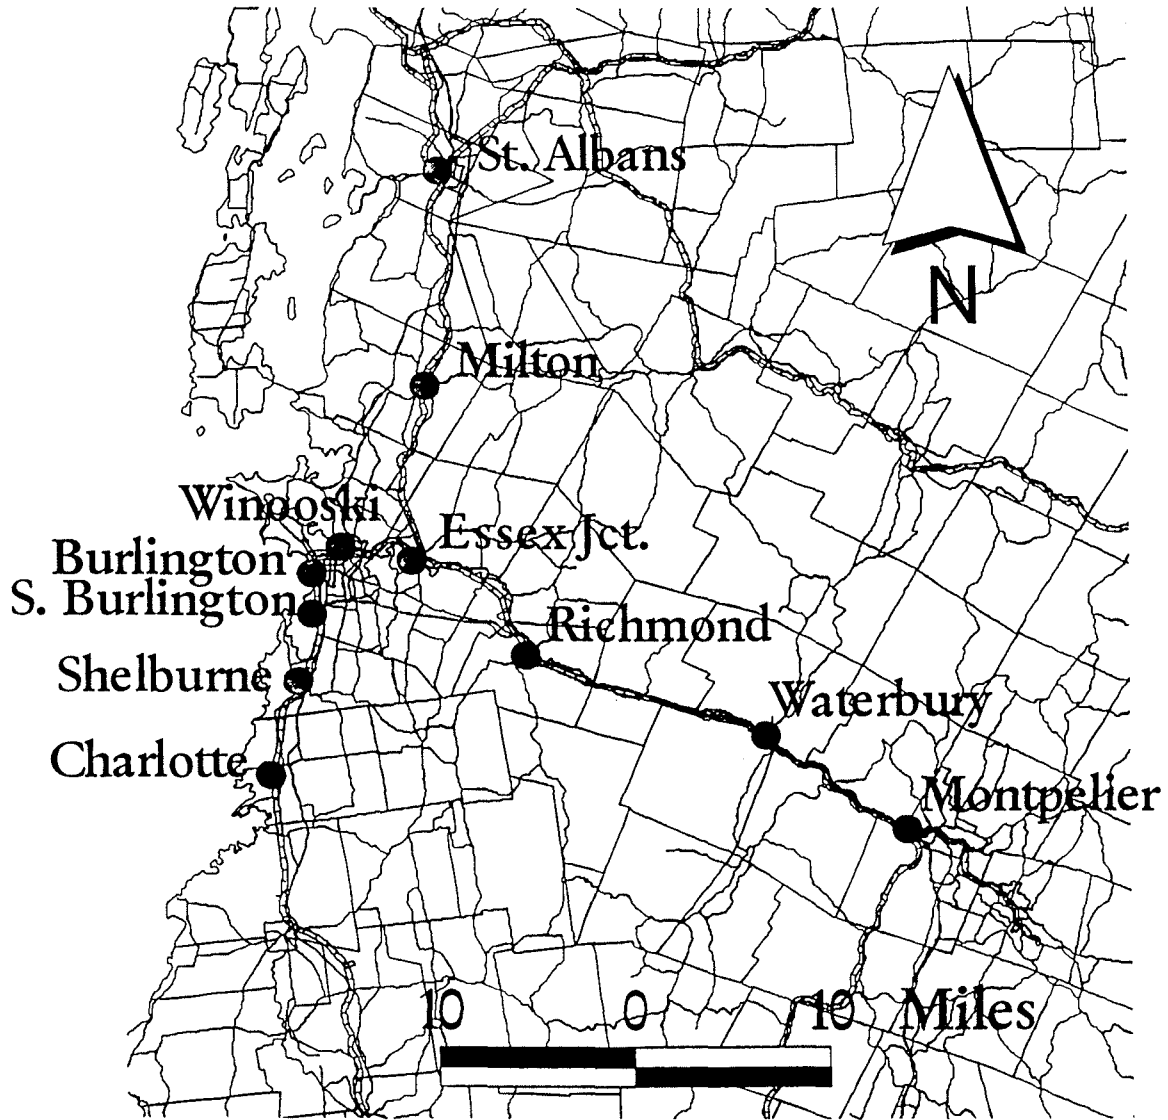 St. Albans
N
Milton
Winooski
Essex Jct.
Burlington
S. Burlington
Richmond
Shelburne
Waterbury
Charlotte
Montpelier
10 0 10 Miles